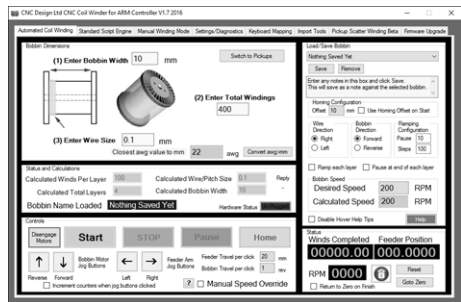 CNC Design Ltd CNC Coil Winder for ARM Controller V1.7 2016
Automated Coil Winding Standard Script Engine Manual Winding Mode Settings/Diagnostics Keyboard Mapping Import Tools Pickup Scatter Winding Beta Firmware Upgrade
Bobbin Dimensions
(1) Enter Bobbin Width 10 mm
Switch to Pickups
(2) Enter Total Windings
400
(3) Enter Wire Size 0.1 mm
Closest awg value to mm 22 awg Convert awg:mm
Status and Calculations
Calculated Winds Per Layer 100 Calculated Wire/Pitch Size 0.1 Reply
Calculated Total Layers 4 Calculated Bobbin Width 10
Bobbin Name Loaded Nothing Saved Yet Hardware Status
Controls
Disengage Motors Start STOP Pause Home
Bobbin Motor Jog Buttons
Feeder Arm Jog Buttons
Feeder Travel per click 20 mm
Bobbin Travel per click 1 rev
Reverse Forward Left Right
Increment counters when jog buttons clicked ? Manual Speed Override
Load/Save Bobbin
Nothing Saved Yet
Save Remove
Enter any notes in this box and click Save.
This will save as a note against the selected bobbin.
Homing Configuration
Offset 10 mm Use Homing Offset on Start
Wire Direction
Right
Left
Bobbin Direction
Forward
Reverse
Ramping Configuration
Pause 10
Steps 100
Ramp each layer Pause at end of each layer
Bobbin Speed
Desired Speed 200 RPM
Calculated Speed 200 RPM
Disable Hover Help Tips Help
Status
Winds Completed Feeder Position
00000.00 000.0000
RPM 0000 Reset
Return to Zero on Finish Goto Zero